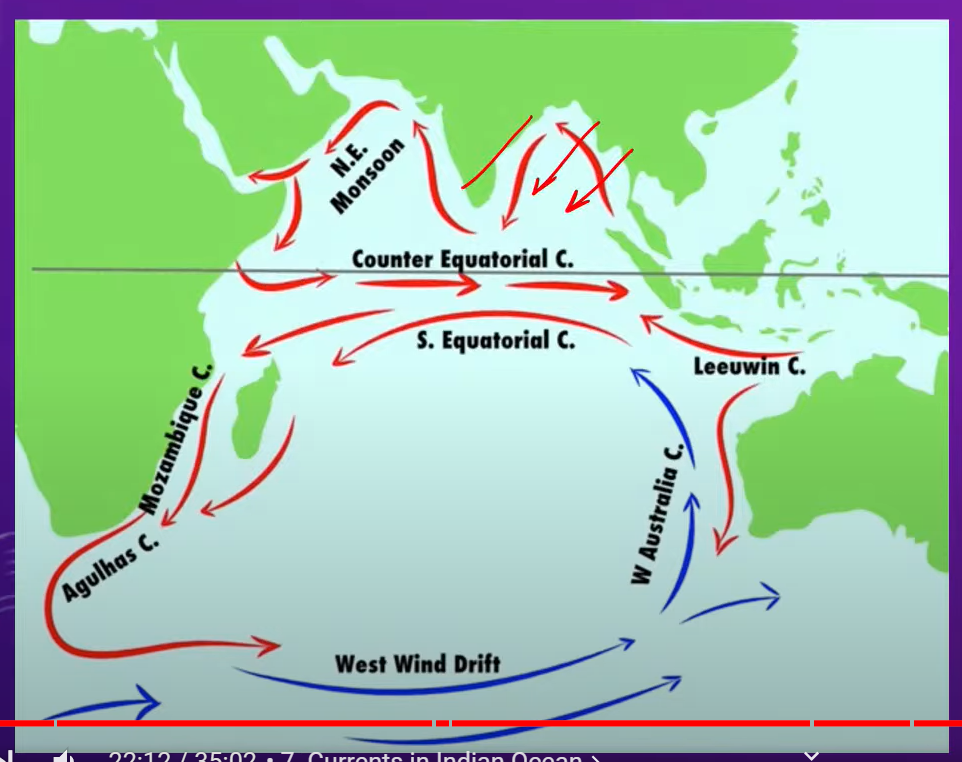 N.E.
Monsoon
Counter Equatorial C.
S. Equatorial C.
Leeuwin C.
Mozambique C.
W Australia C.
Agulhas C.
West Wind Drift
22:12 / 35:02 • 7. Currents in Indian Ocean >